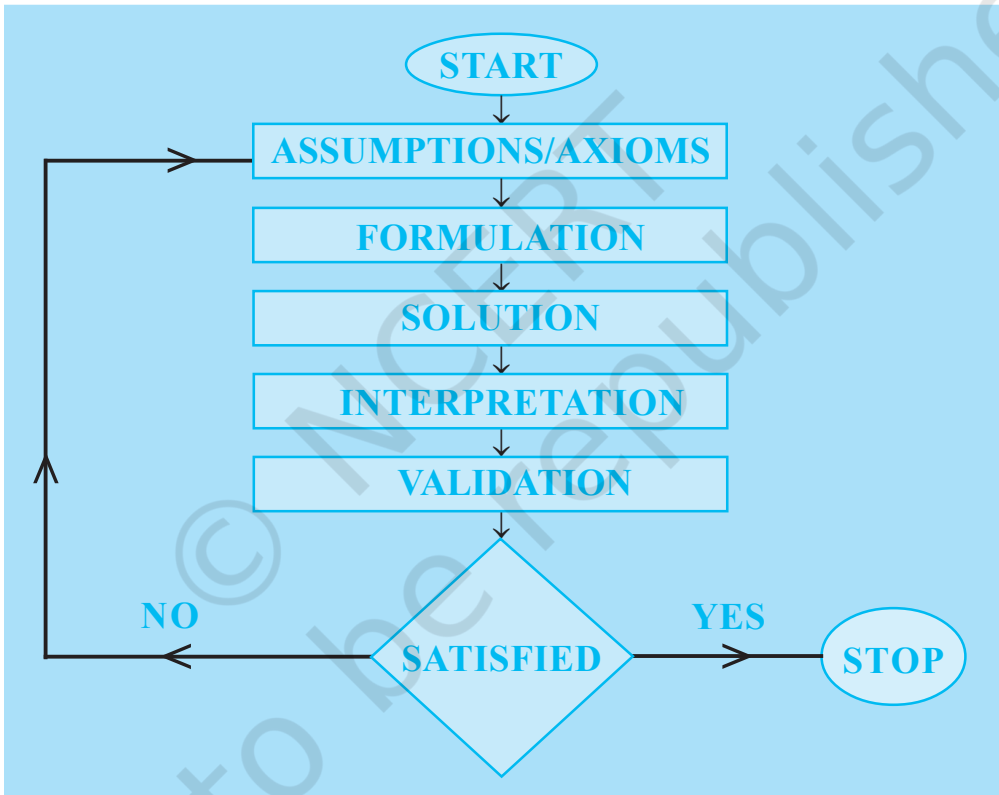 START
ASSUMPTIONS/AXIOMS
FORMULATION
SOLUTION
INTERPRETATION
VALIDATION
NO
YES
SATISFIED
STOP
© NCERT
to be republishe